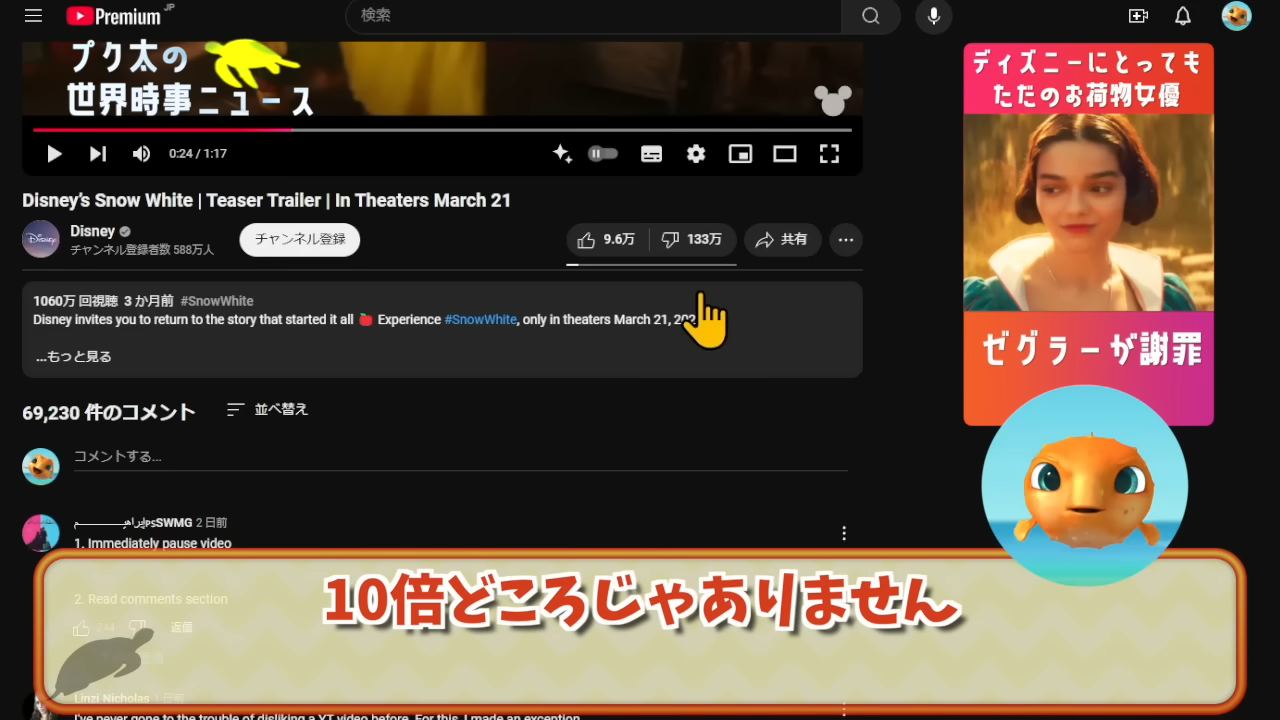 Premium JP
検索
プク太の
世界時事ニュース
0:24 / 1:17
Disney's Snow White | Teaser Trailer | In Theaters March 21
Disney
チャンネル登録者数 588万人
チャンネル登録
9.6万
133万
共有
1060万 回視聴 3 か月前 #SnowWhite
Disney invites you to return to the story that started it all 🍎 Experience #SnowWhite, only in theaters March 21, 202
...もっと見る
69,230 件のコメント
並べ替え
コメントする...
2 日前
1. Immediately pause video
2. Read comments section
返信
Linzi Nicholas 1 日前
I've never gone to the trouble of disliking a YT video before. For this, I made an exception.
ディズニーにとっても
ただのお荷物女優
ゼグラーが謝罪
10倍どころじゃありません